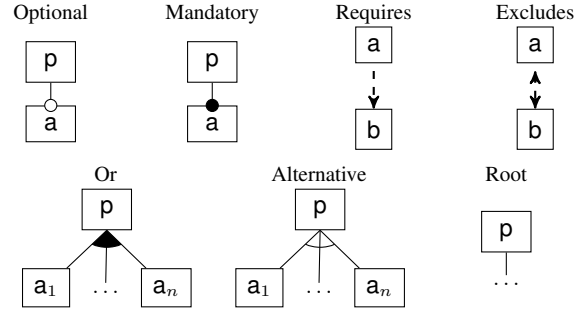 Optional Mandatory Requires Excludes
p p a a
a a b b
Or Alternative Root
p p p
a₁ ... aₙ a₁ ... aₙ ...